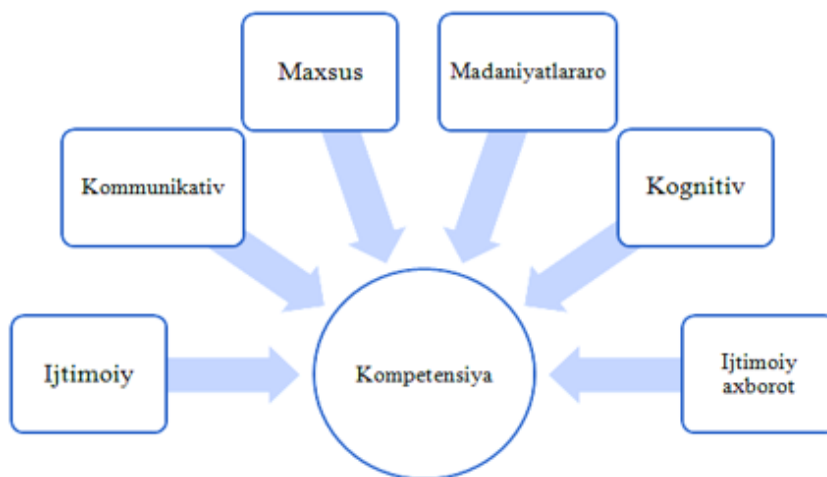 Maxsus
Madaniyatlararo
Kommunikativ
Kognitiv
Ijtimoiy
Kompetensiya
Ijtimoiy
axborot